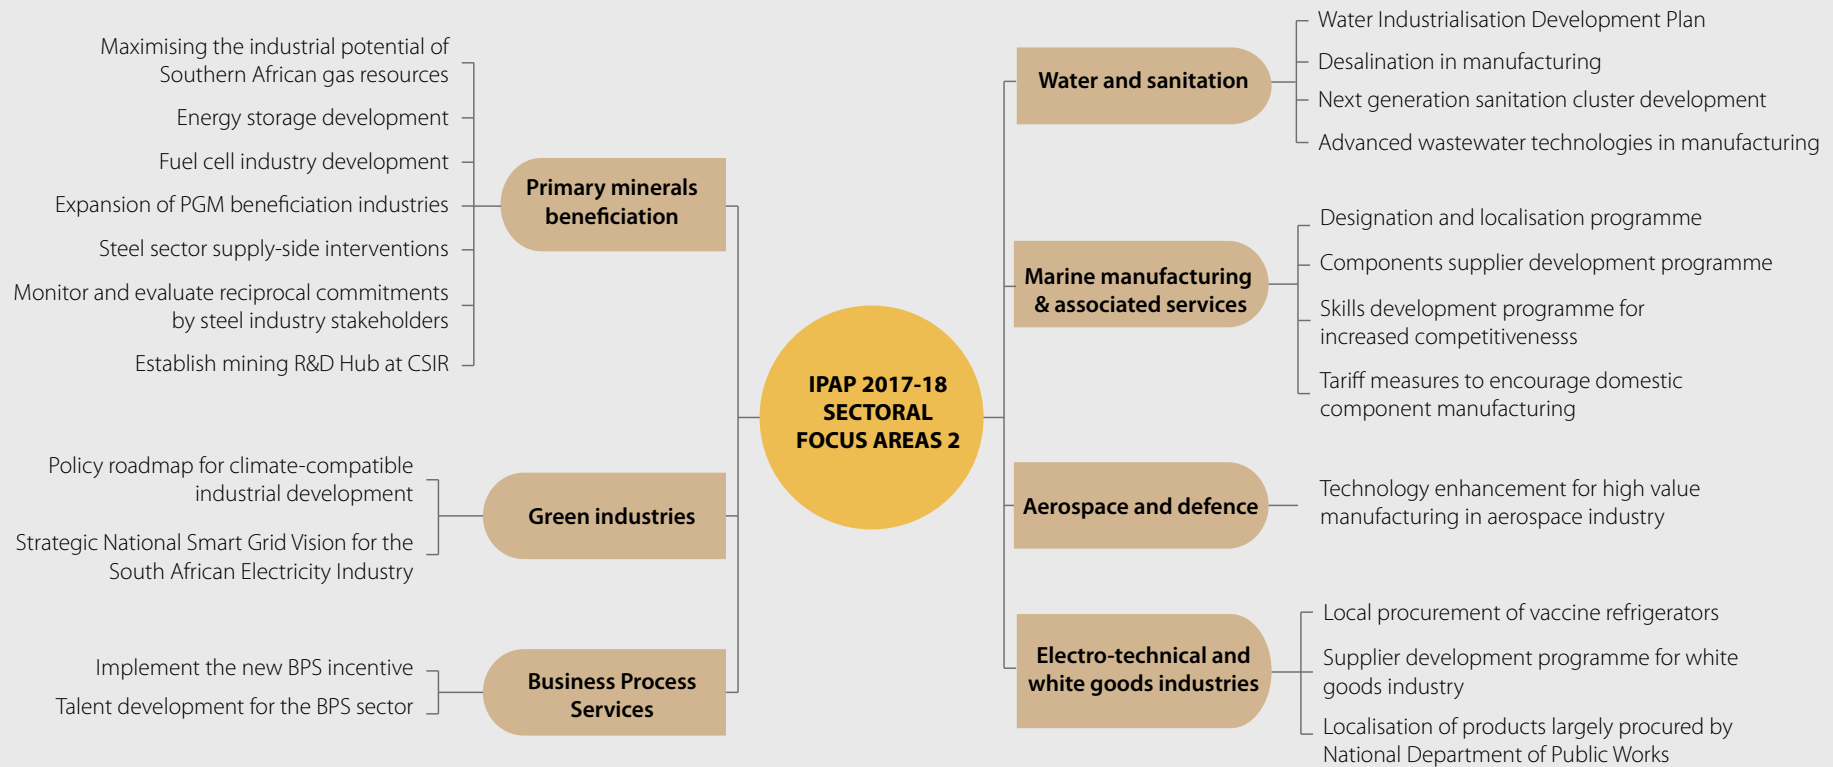 Maximising the industrial potential of
Southern African gas resources
Energy storage development
Fuel cell industry development
Expansion of PGM beneficiation industries
Steel sector supply-side interventions
Monitor and evaluate reciprocal commitments
by steel industry stakeholders
Establish mining R&D Hub at CSIR
Primary minerals
beneficiation
Policy roadmap for climate-compatible
industrial development
Strategic National Smart Grid Vision for the
South African Electricity Industry
Green industries
Implement the new BPS incentive
Talent development for the BPS sector
Business Process
Services
IPAP 2017-18
SECTORAL
FOCUS AREAS 2
Water and sanitation
Water Industrialisation Development Plan
Desalination in manufacturing
Next generation sanitation cluster development
Advanced wastewater technologies in manufacturing
Marine manufacturing
& associated services
Designation and localisation programme
Components supplier development programme
Skills development programme for
increased competitivenesss
Tariff measures to encourage domestic
component manufacturing
Aerospace and defence
Technology enhancement for high value
manufacturing in aerospace industry
Electro-technical and
white goods industries
Local procurement of vaccine refrigerators
Supplier development programme for white
goods industry
Localisation of products largely procured by
National Department of Public Works